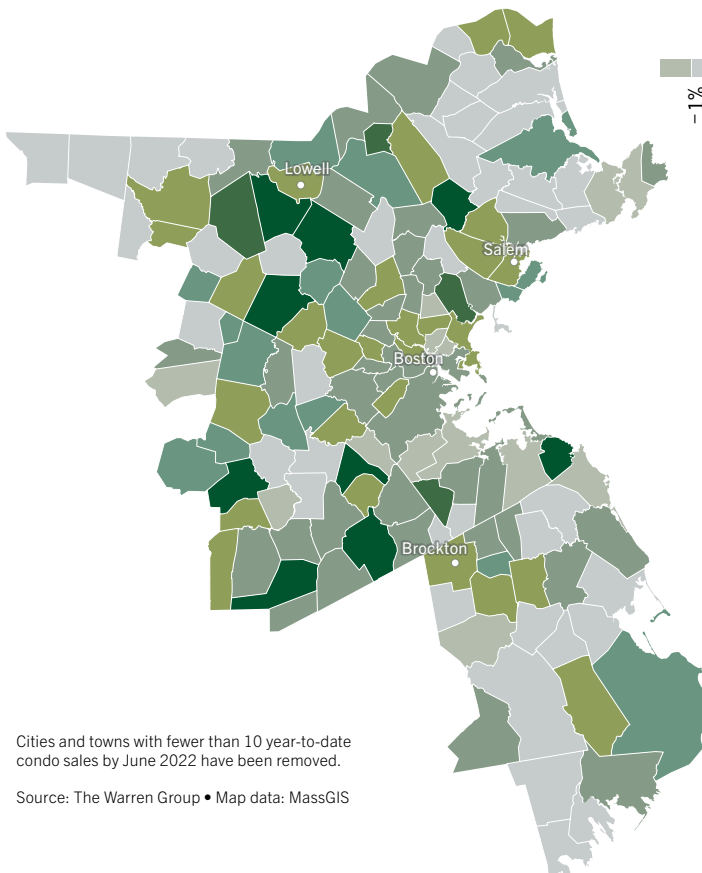 –1%
Lowell
Salem
Boston
Brockton
Cities and towns with fewer than 10 year-to-date
condo sales by June 2022 have been removed.
Source: The Warren Group • Map data: MassGIS